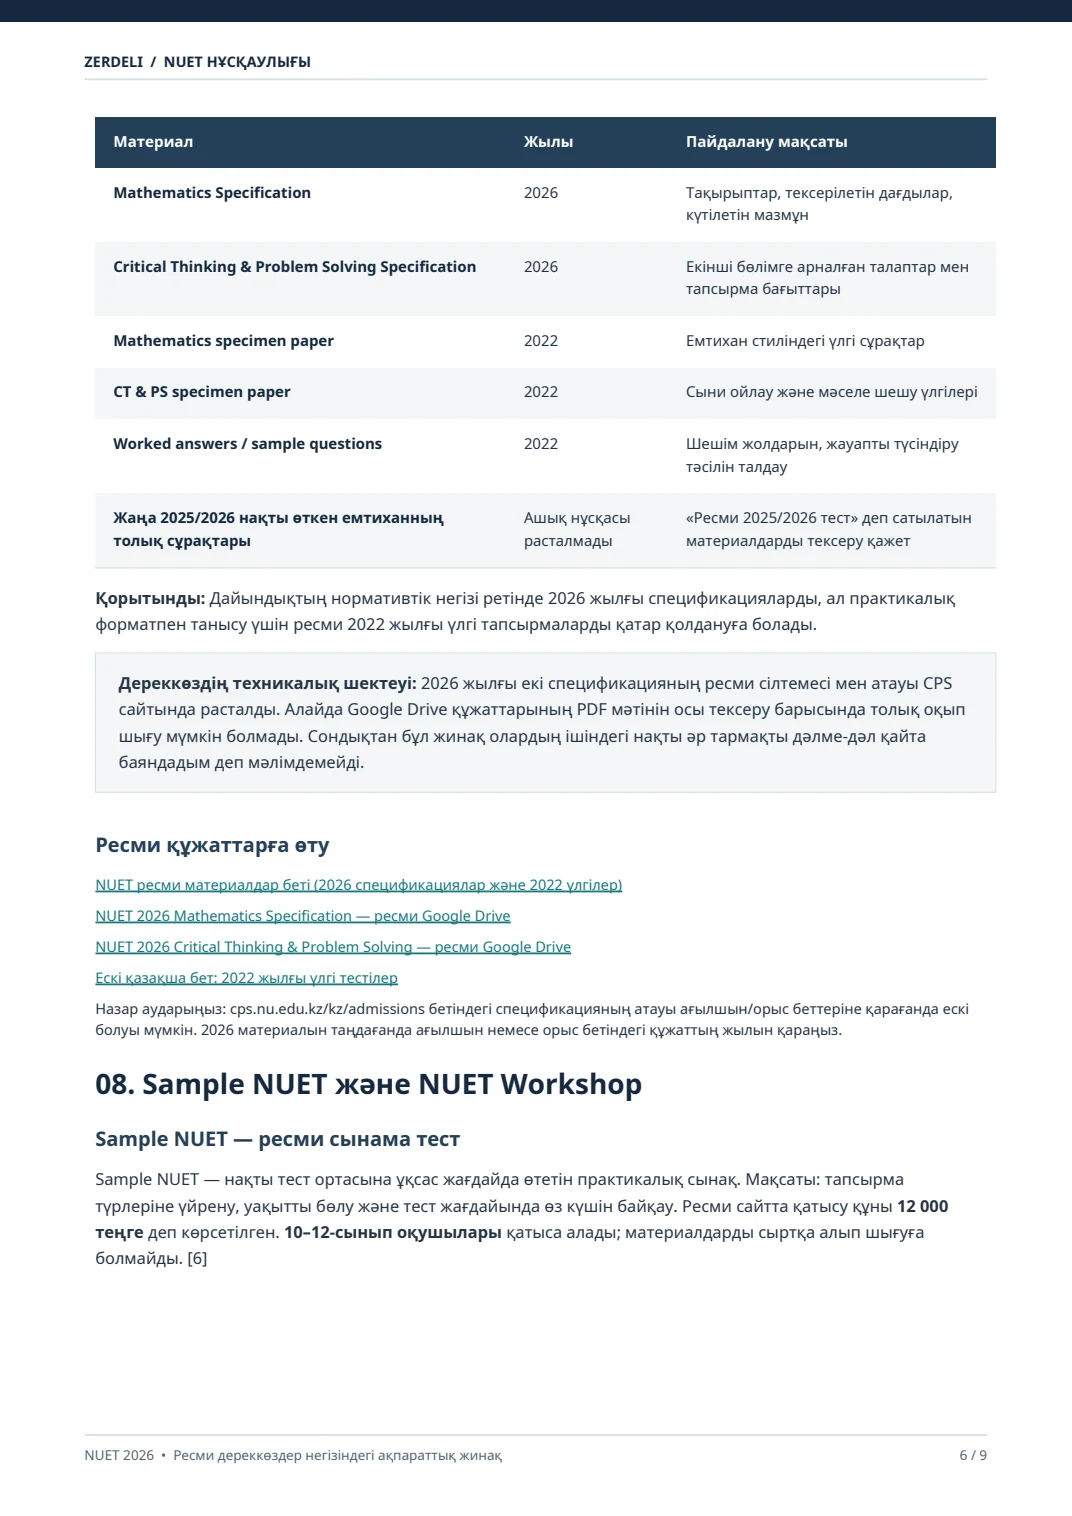 ZERDELI / NUET НҰСҚАУЛЫҒЫ
Материал Жылы Пайдалану мақсаты
Mathematics Specification 2026 Тақырыптар, тексерілетін дағдылар,
күтілетін мазмұн
Critical Thinking & Problem Solving Specification 2026 Екінші бөлімге арналған талаптар мен
тапсырма бағыттары
Mathematics specimen paper 2022 Емтихан стиліндегі үлгі сұрақтар
CT & PS specimen paper 2022 Сыни ойлау және мәселе шешу үлгілері
Worked answers / sample questions 2022 Шешім жолдарын, жауапты түсіндіру
тәсілін талдау
Жаңа 2025/2026 нақты өткен емтиханның Ашық нұсқасы «Ресми 2025/2026 тест» деп сатылатын
толық сұрақтары расталмады материалдарды тексеру қажет
Қорытынды: Дайындықтың нормативтік негізі ретінде 2026 жылғы спецификацияларды, ал практикалық
форматпен танысу үшін ресми 2022 жылғы үлгі тапсырмаларды қатар қолдануға болады.
Дереккөздің техникалық шектеуі: 2026 жылғы екі спецификацияның ресми сілтемесі мен атауы CPS
сайтында расталды. Алайда Google Drive құжаттарының PDF мәтінін осы тексеру барысында толық оқып
шығу мүмкін болмады. Сондықтан бұл жинақ олардың ішіндегі нақты әр тармақты дәлме-дәл қайта
баяндадым деп мәлімдемейді.
Ресми құжаттарға өту
NUET ресми материалдар беті (2026 спецификациялар және 2022 үлгілер)
NUET 2026 Mathematics Specification — ресми Google Drive
NUET 2026 Critical Thinking & Problem Solving — ресми Google Drive
Ескі қазақша бет: 2022 жылғы үлгі тестілер
Назар аударыңыз: cps.nu.edu.kz/kz/admissions бетіндегі спецификацияның атауы ағылшын/орыс беттеріне қарағанда ескі
болуы мүмкін. 2026 материалын таңдағанда ағылшын немесе орыс бетіндегі құжаттың жылын қараңыз.
08. Sample NUET және NUET Workshop
Sample NUET — ресми сынама тест
Sample NUET — нақты тест ортасына ұқсас жағдайда өтетін практикалық сынақ. Мақсаты: тапсырма
түрлеріне үйрену, уақытты бөлу және тест жағдайында өз күшін байқау. Ресми сайтта қатысу құны 12 000
теңге деп көрсетілген. 10–12-сынып оқушылары қатыса алады; материалдарды сыртқа алып шығуға
болмайды. [6]
NUET 2026 • Ресми дереккөздер негізіндегі ақпараттық жинақ 6 / 9